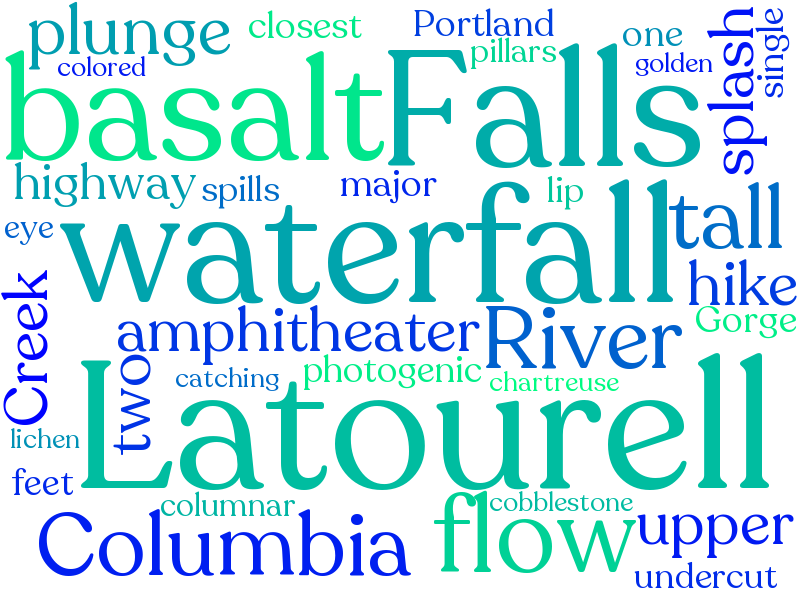 plunge
closest
Portland
one
splash
single
colored
pillars
golden
basalt
Falls
highway
spills
major
lip
tall
eye
waterfall
hike
Creek
amphitheater
River
Gorge
two
catching
photogenic
chartreuse
Latourell
lichen
feet
columnar
cobblestone
Columbia
flow
upper
undercut